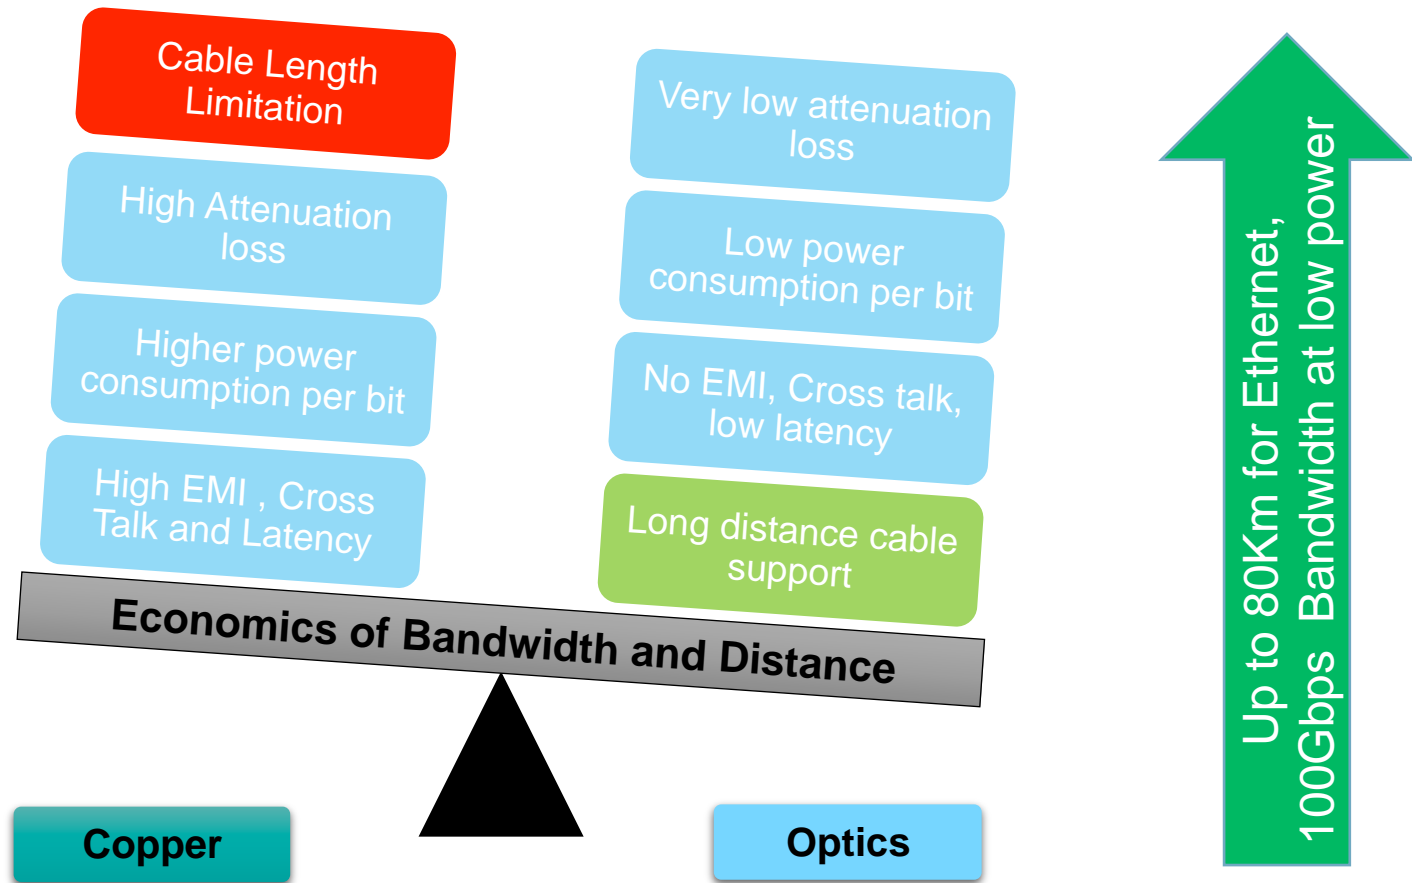 Cable Length
Limitation
High Attenuation
loss
Higher power
consumption per bit
High EMI , Cross
Talk and Latency
Very low attenuation
loss
Low power
consumption per bit
No EMI, Cross talk,
low latency
Long distance cable
support
Economics of Bandwidth and Distance
Copper
Optics
Up to 80Km for Ethernet,
100Gbps Bandwidth at low power